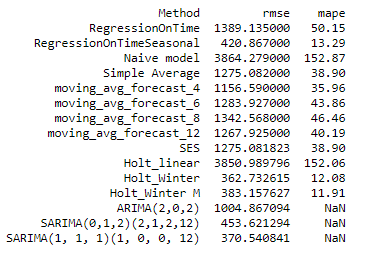 Method rmse mape
RegressionOnTime 1389.135000 50.15
RegressionOnTimeSeasonal 420.867000 13.29
Naive model 3864.279000 152.87
Simple Average 1275.082000 38.90
moving_avg_forecast_4 1156.590000 35.96
moving_avg_forecast_6 1283.927000 43.86
moving_avg_forecast_8 1342.568000 46.46
moving_avg_forecast_12 1267.925000 40.19
SES 1275.081823 38.90
Holt_linear 3850.989796 152.06
Holt_Winter 362.732615 12.08
Holt_Winter M 383.157627 11.91
ARIMA(2,0,2) 1004.867094 NaN
SARIMA(0,1,2)(2,1,2,12) 453.621294 NaN
SARIMA(1, 1, 1)(1, 0, 0, 12) 370.540841 NaN